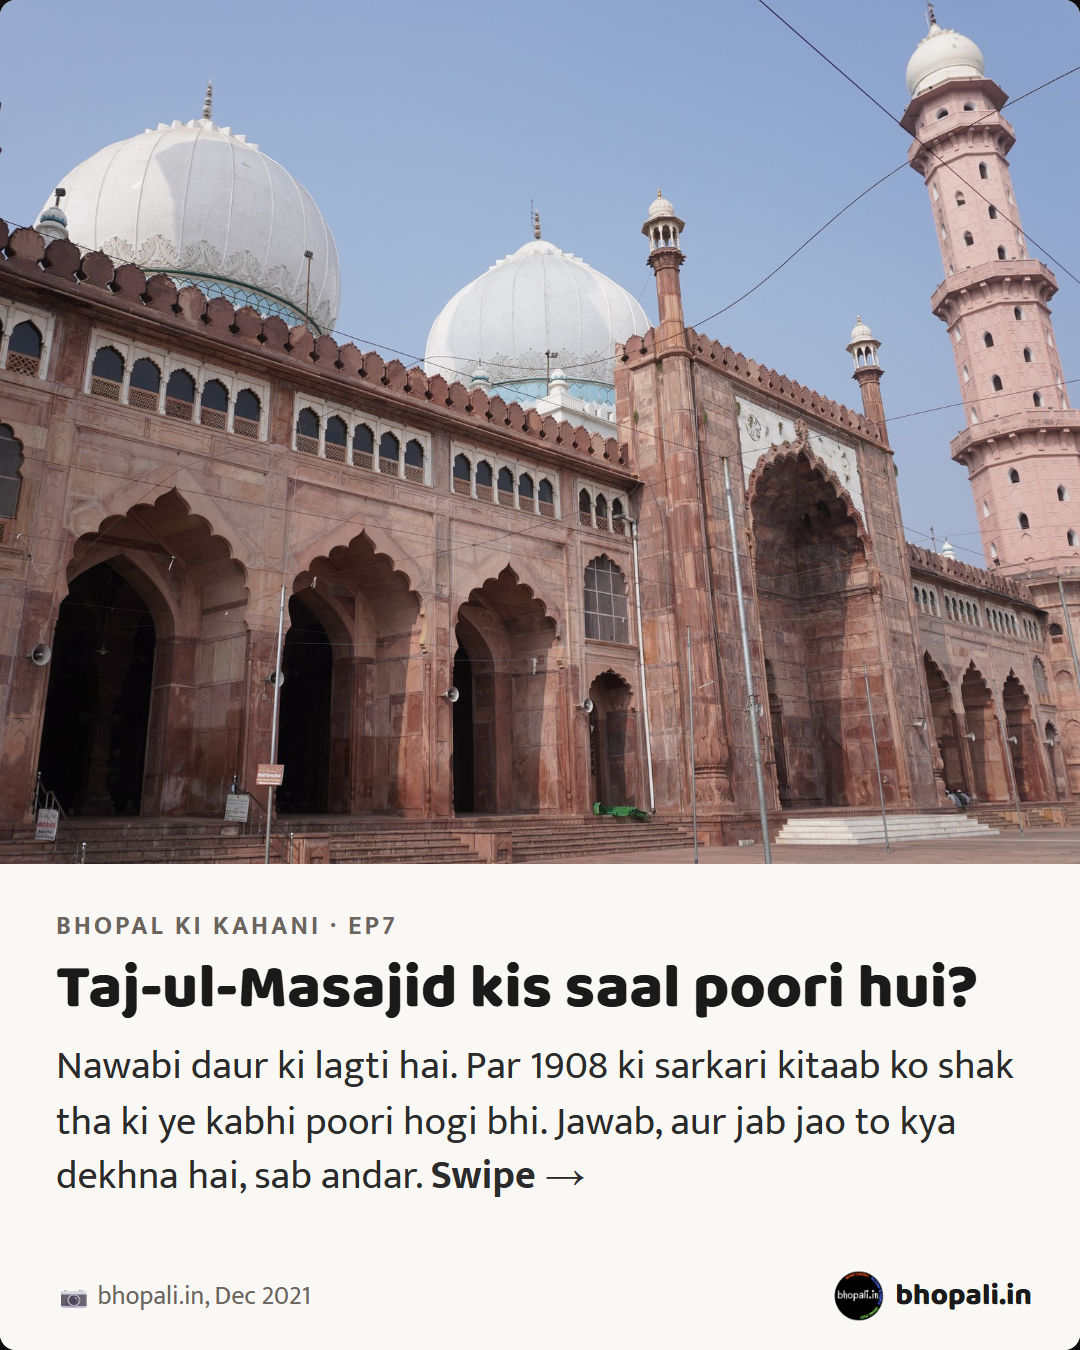 BHOPAL KI KAHANI · EP7
Taj-ul-Masajid kis saal poori hui?
Nawabi daur ki lagti hai. Par 1908 ki sarkari kitaab ko shak
tha ki ye kabhi poori hogi bhi. Jawab, aur jab jao to kya
dekhna hai, sab andar. Swipe →
bhopali.in, Dec 2021
bhopali.in
bhopali.in